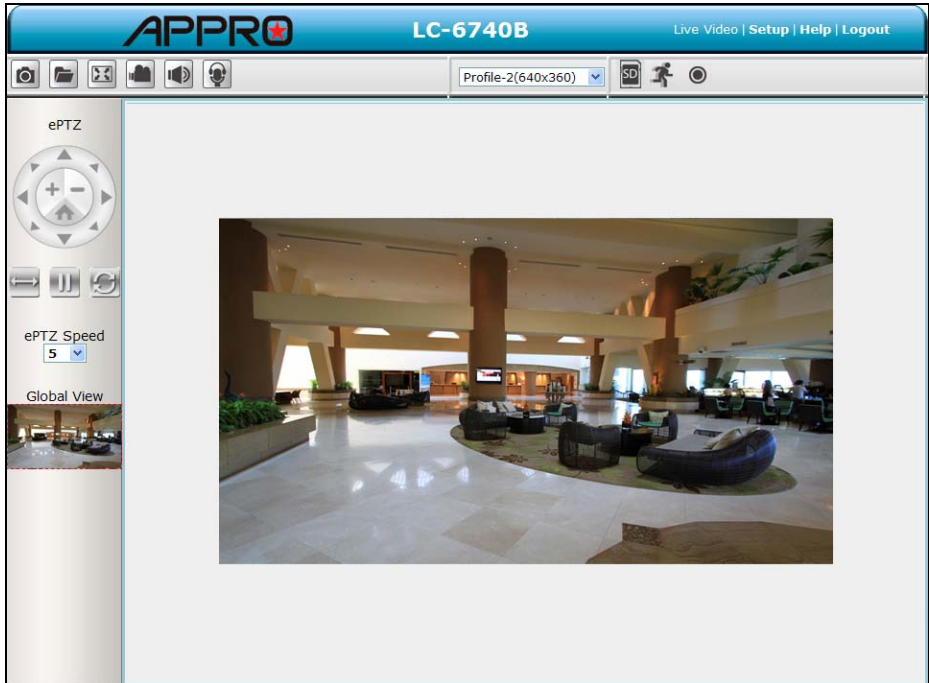 APPRO
LC-6740B
Live Video | Setup | Help | Logout
Profile-2(640x360)
SD
ePTZ
ePTZ Speed
5
Global View